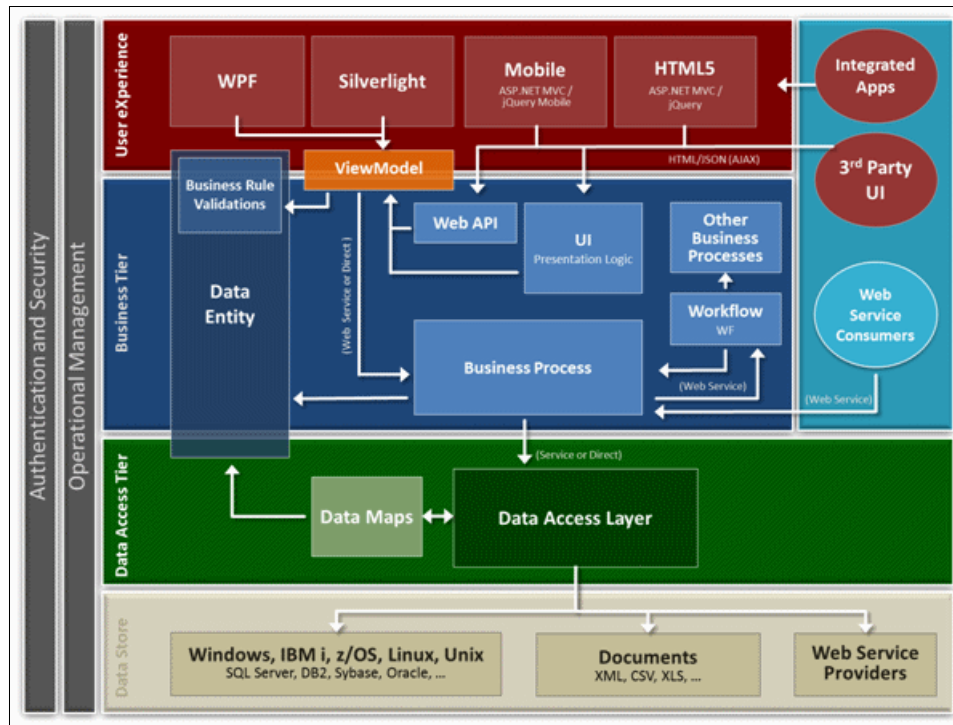 Authentication and Security
Operational Management
User eXperience
WPF
Silverlight
Mobile
ASP.NET MVC /
jQuery Mobile
HTML5
ASP.NET MVC /
jQuery
Integrated
Apps
HTML/JSON (AJAX)
3rd Party
UI
ViewModel
Business Tier
Business Rule
Validations
Data
Entity
(Web Service or Direct)
Web API
UI
Presentation Logic
Other
Business
Processes
Workflow
WF
Web
Service
Consumers
Business Process
(Web Service)
(Web Service)
Data Access Tier
(Service or Direct)
Data Maps
Data Access Layer
Data Store
Windows, IBM i, z/OS, Linux, Unix
SQL Server, DB2, Sybase, Oracle, ...
Documents
XML, CSV, XLS, ...
Web Service
Providers